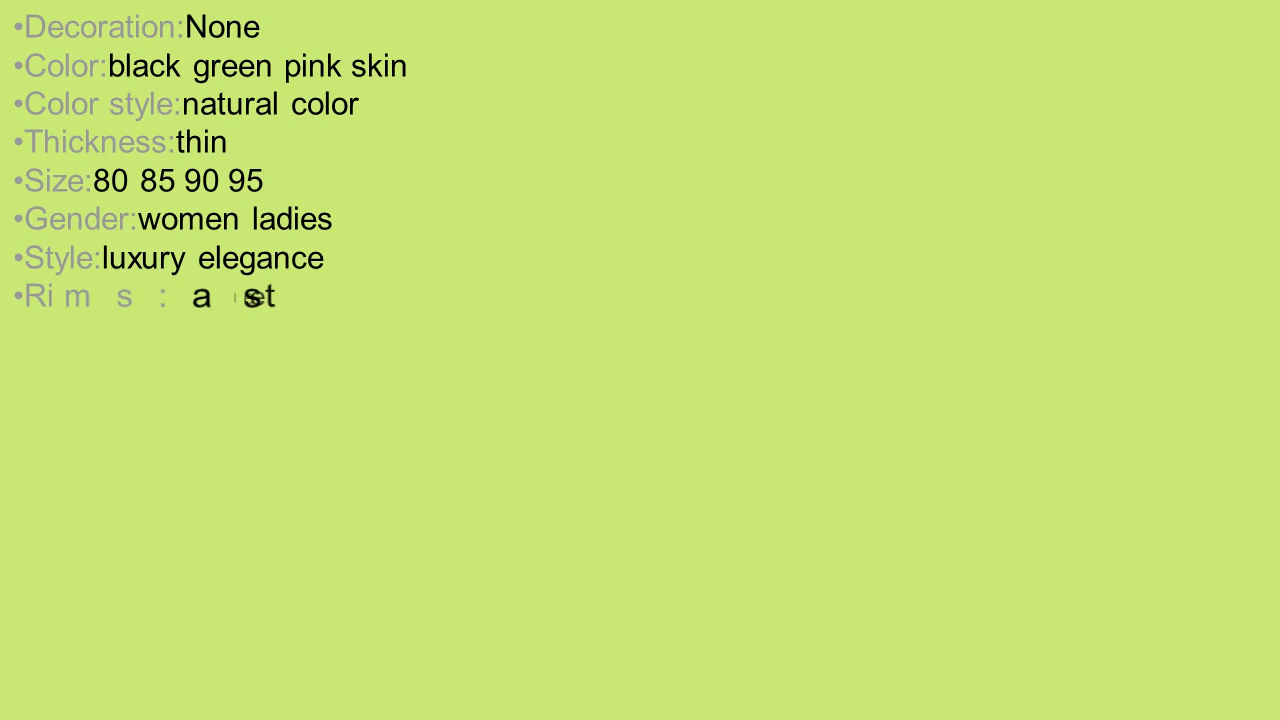 •Decoration:None
•Color:black green pink skin
•Color style:natural color
•Thickness:thin
•Size:80 85 90 95
•Gender:women ladies
•Style:luxury elegance
•Rims: a